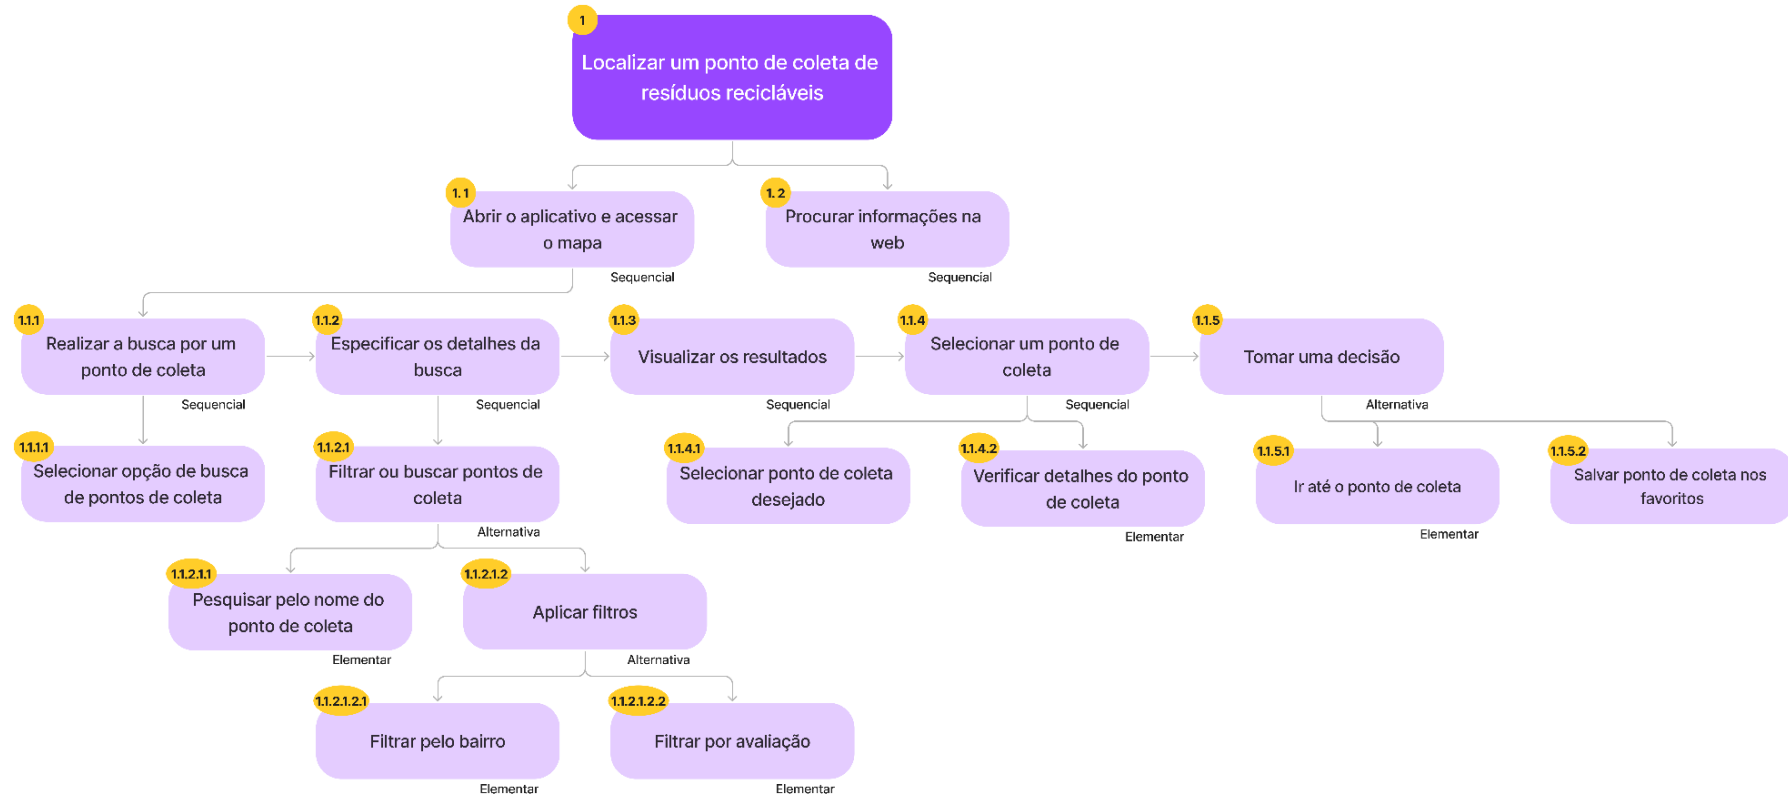 1
Localizar um ponto de coleta de
resíduos recicláveis
1. 1
Abrir o aplicativo e acessar
o mapa
Sequencial
1. 2
Procurar informações na
web
Sequencial
1.1.1
Realizar a busca por um
ponto de coleta
Sequencial
1.1.2
Especificar os detalhes da
busca
Sequencial
1.1.3
Visualizar os resultados
Sequencial
1.1.4
Selecionar um ponto de
coleta
Sequencial
1.1.5
Tomar uma decisão
Alternativa
1.1.1.1
Selecionar opção de busca
de pontos de coleta
1.1.2.1
Filtrar ou buscar pontos de
coleta
Alternativa
1.1.4.1
Selecionar ponto de coleta
desejado
1.1.4.2
Verificar detalhes do ponto
de coleta
Elementar
1.1.5.1
Ir até o ponto de coleta
Elementar
1.1.5.2
Salvar ponto de coleta nos
favoritos
1.1.2.1.1
Pesquisar pelo nome do
ponto de coleta
Elementar
1.1.2.1.2
Aplicar filtros
Alternativa
1.1.2.1.2.1
Filtrar pelo bairro
Elementar
1.1.2.1.2.2
Filtrar por avaliação
Elementar